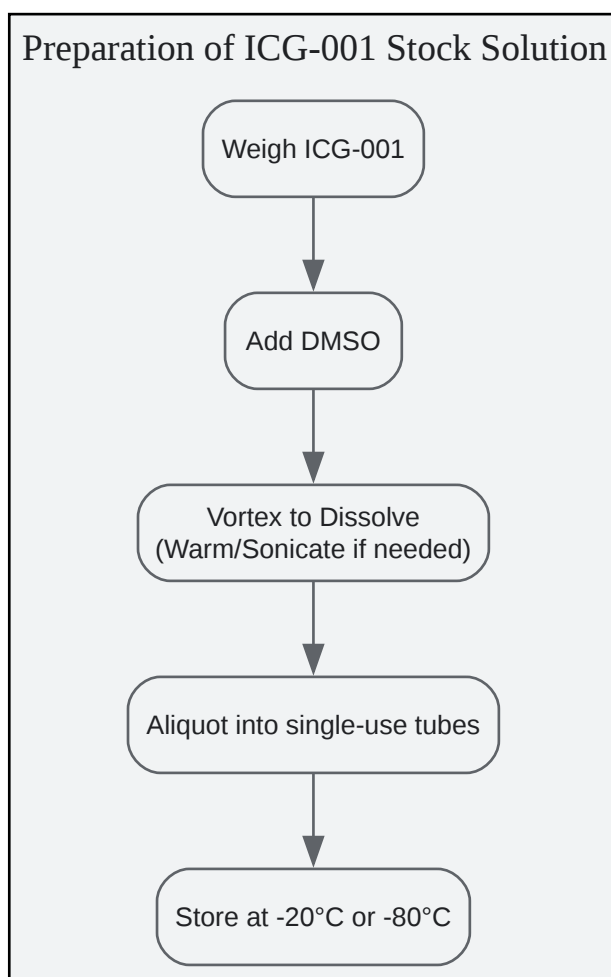 Preparation of ICG-001 Stock Solution
Weigh ICG-001
Add DMSO
Vortex to Dissolve
(Warm/Sonicate if needed)
Aliquot into single-use tubes
Store at -20°C or -80°C